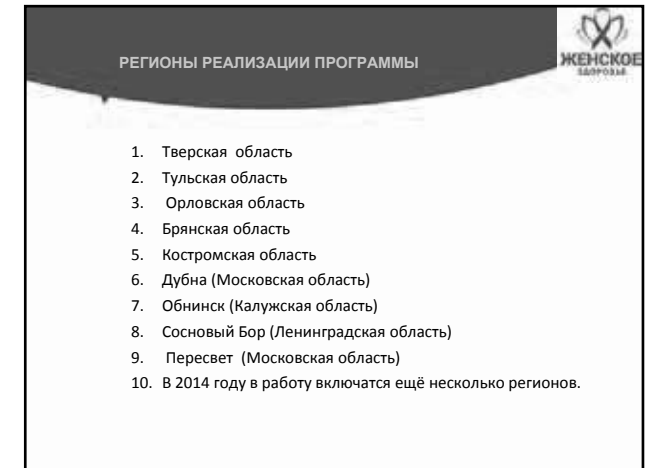 РЕГИОНЫ РЕАЛИЗАЦИИ ПРОГРАММЫ
ЖЕНСКОЕ
ЗДОРОВЬЕ
1. Тверская область
2. Тульская область
3. Орловская область
4. Брянская область
5. Костромская область
6. Дубна (Московская область)
7. Обнинск (Калужская область)
8. Сосновый Бор (Ленинградская область)
9. Пересвет (Московская область)
10. В 2014 году в работу включатся ещё несколько регионов.